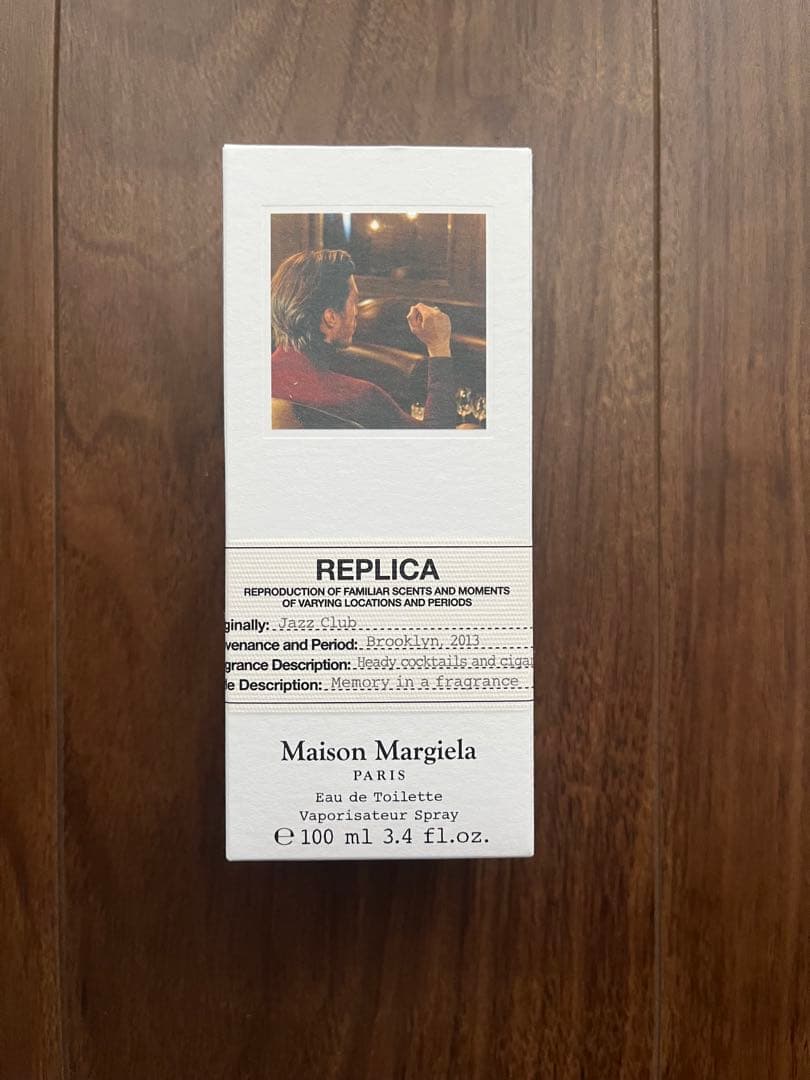 REPLICA
REPRODUCTION OF FAMILIAR SCENTS AND MOMENTS
OF VARYING LOCATIONS AND PERIODS
ginally: Jazz Club
venance and Period: Brooklyn, 2013
grance Description: Heady cocktails and cigar
le Description: Memory in a fragrance
Maison Margiela
PARIS
Eau de Toilette
Vaporisateur Spray
℮ 100 ml 3.4 fl.oz.